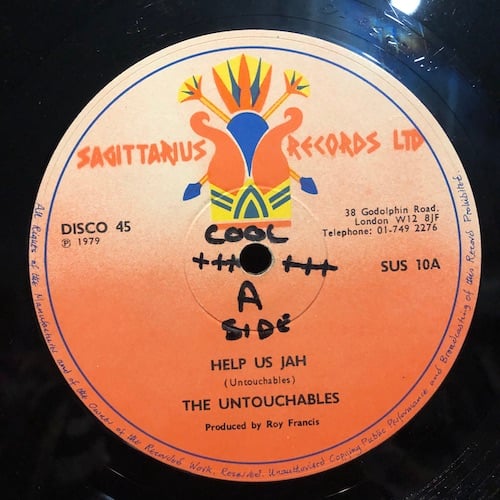 SAGITTARIUS RECORDS LTD
38 Godolphin Road,
London W12 8JF
Telephone: 01-749 2276
DISCO 45
℗ 1979
SUS 10A
COOL
A
SIDE
HELP US JAH
(Untouchables)
THE UNTOUCHABLES
Produced by Roy Francis
All Rights of the Manufacturer and of the Owner of the Recorded Work, Reserved. Unauthorised Copying Public Performance and Broadcasting of this Record Prohibited.